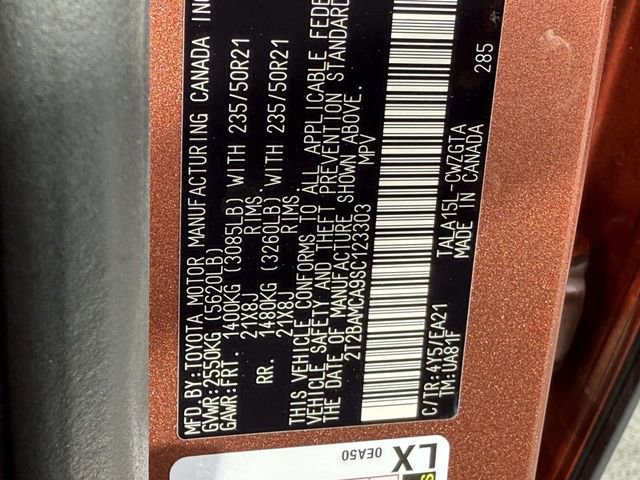 MFD.BY:TOYOTA MOTOR MANUFACTURING CANADA INC
GVWR:2550KG (5620LB)
GAWR:FRT. 1400KG (3085LB) WITH 235/50R21
21X8J RIMS.
RR. 1480KG (3260LB) WITH 235/50R21
21X8J RIMS.
THIS VEHICLE CONFORMS TO ALL APPLICABLE FEDE
VEHICLE SAFETY AND THEFT PREVENTION STANDARD
THE DATE OF MANUFACTURE SHOWN ABOVE.
2T2BAMCA9SC123303 MPV
C/TR:4Y5/EA21 TALA15L-CWZGTA
TM:UA81F MADE IN CANADA
285
LX
0EA50